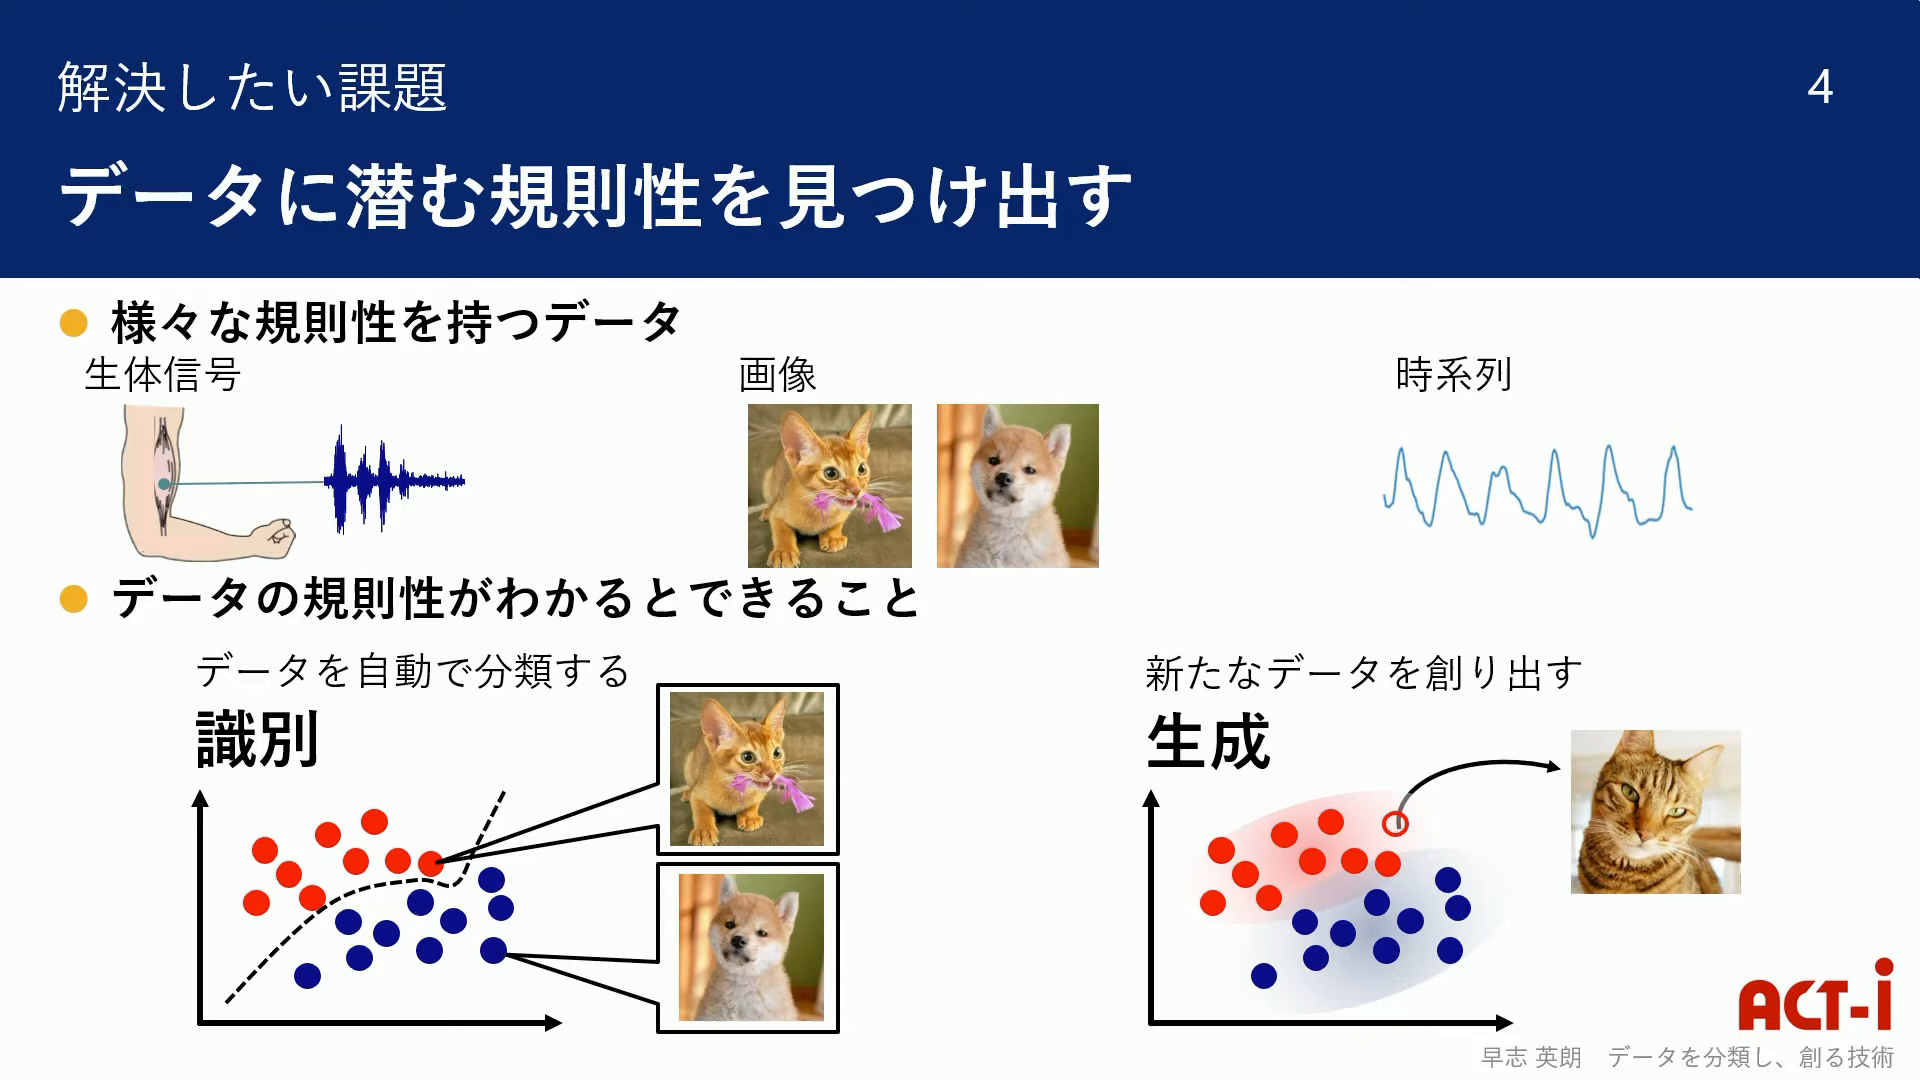 解決したい課題
4
データに潜む規則性を見つけ出す
様々な規則性を持つデータ
生体信号
画像
時系列
データの規則性がわかるとできること
データを自動で分類する
識別
新たなデータを創り出す
生成
ACT-i
早志 英朗 データを分類し、創る技術